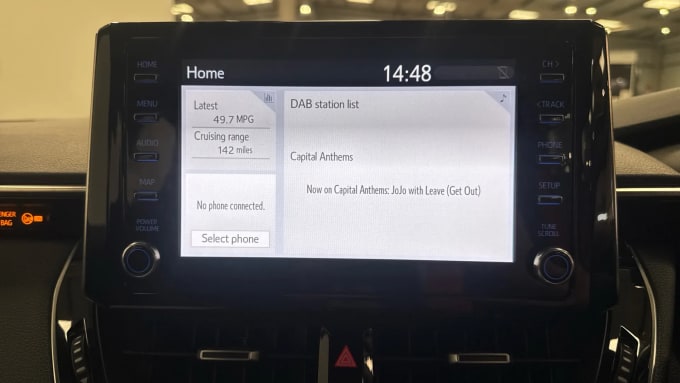 HOME
MENU
AUDIO
MAP
POWER
VOLUME
Home
14:48
Latest
49.7 MPG
Cruising range
142 miles
No phone connected.
Select phone
DAB station list
Capital Anthems
Now on Capital Anthems: JoJo with Leave (Get Out)
CH >
< TRACK
PHONE
SETUP
TUNE
SCROLL
ENGER
BAG